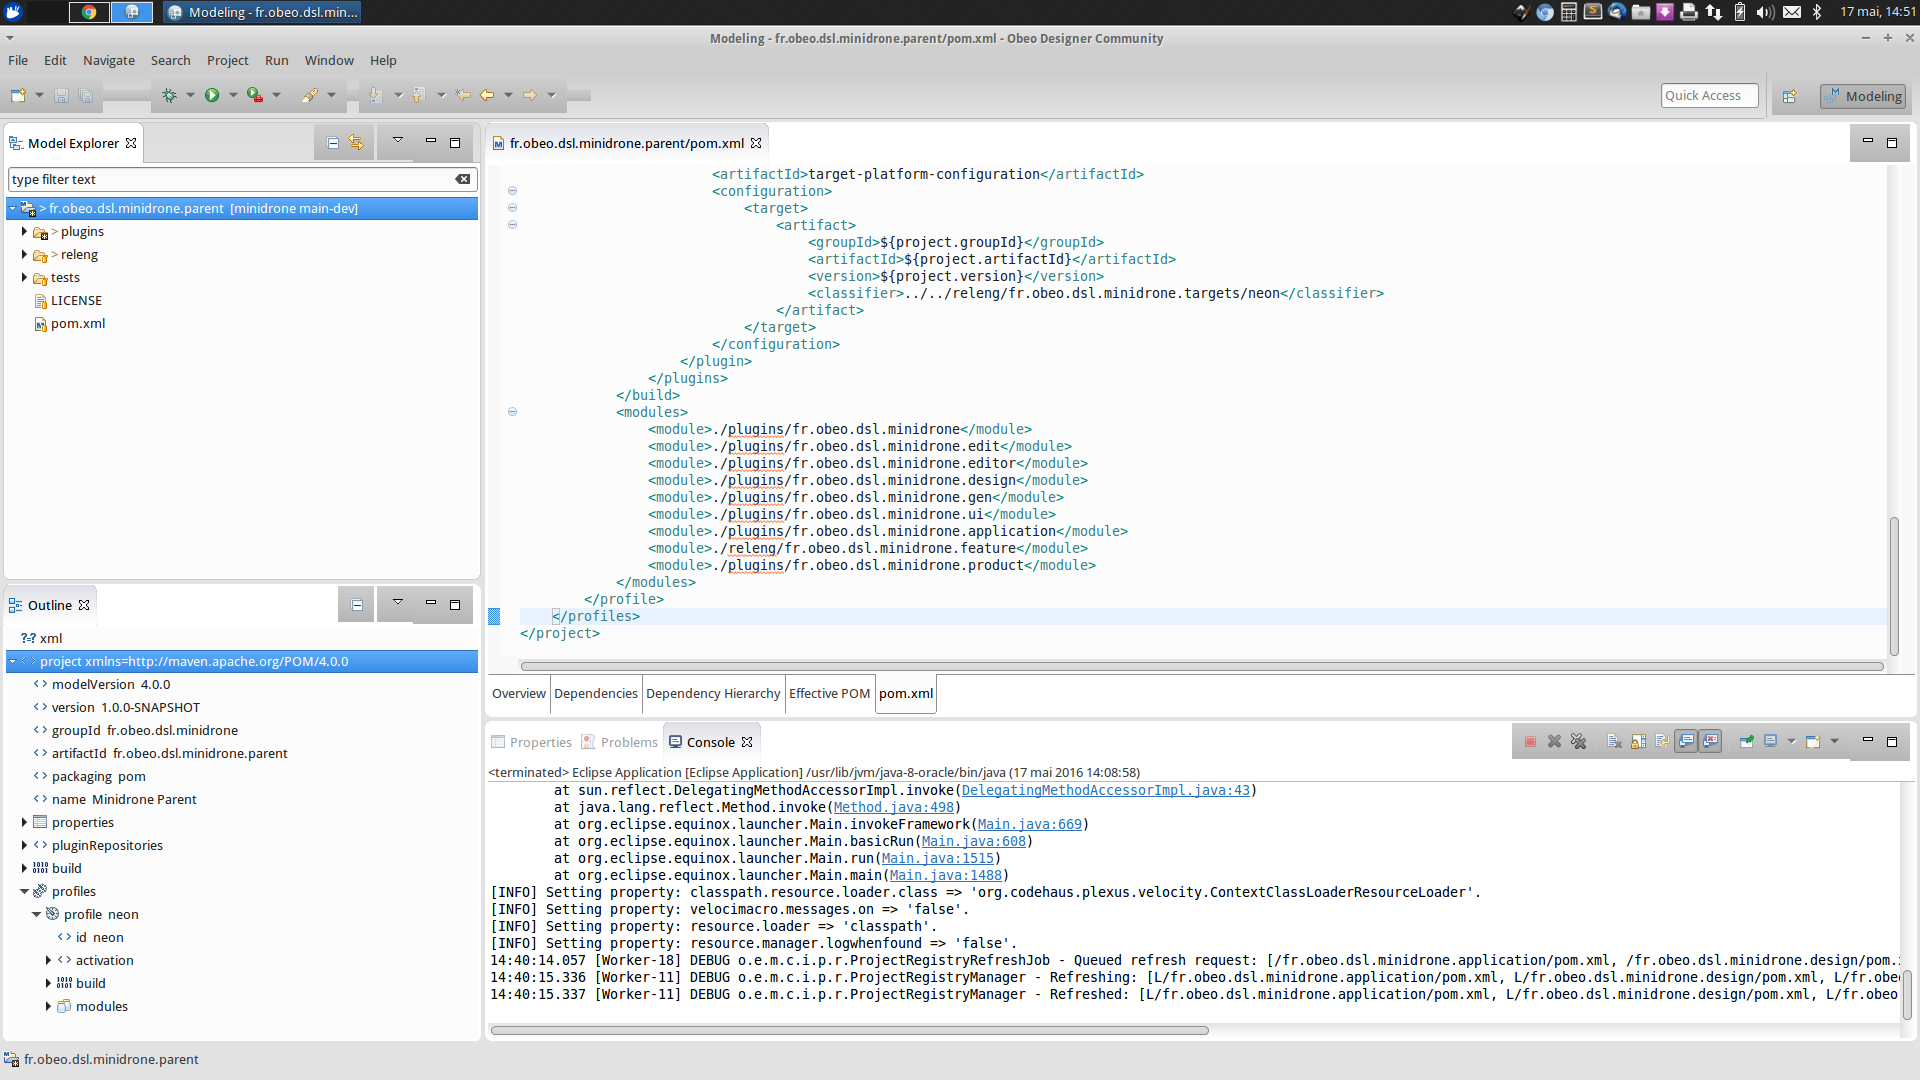 Modeling - fr.obeo.dsl.min...
17 mai, 14:51
Modeling - fr.obeo.dsl.minidrone.parent/pom.xml - Obeo Designer Community
File Edit Navigate Search Project Run Window Help
Quick Access
Modeling
Model Explorer
type filter text
> fr.obeo.dsl.minidrone.parent [minidrone main-dev]
> plugins
> releng
tests
LICENSE
pom.xml
Outline
xml
project xmlns=http://maven.apache.org/POM/4.0.0
modelVersion 4.0.0
version 1.0.0-SNAPSHOT
groupId fr.obeo.dsl.minidrone
artifactId fr.obeo.dsl.minidrone.parent
packaging pom
name Minidrone Parent
properties
pluginRepositories
build
profiles
profile neon
id neon
activation
build
modules
fr.obeo.dsl.minidrone.parent/pom.xml
<artifactId>target-platform-configuration</artifactId>
<configuration>
<target>
<artifact>
<groupId>${project.groupId}</groupId>
<artifactId>${project.artifactId}</artifactId>
<version>${project.version}</version>
<classifier>../../releng/fr.obeo.dsl.minidrone.targets/neon</classifier>
</artifact>
</target>
</configuration>
</plugin>
</plugins>
</build>
<modules>
<module>./plugins/fr.obeo.dsl.minidrone</module>
<module>./plugins/fr.obeo.dsl.minidrone.edit</module>
<module>./plugins/fr.obeo.dsl.minidrone.editor</module>
<module>./plugins/fr.obeo.dsl.minidrone.design</module>
<module>./plugins/fr.obeo.dsl.minidrone.gen</module>
<module>./plugins/fr.obeo.dsl.minidrone.ui</module>
<module>./plugins/fr.obeo.dsl.minidrone.application</module>
<module>./releng/fr.obeo.dsl.minidrone.feature</module>
<module>./plugins/fr.obeo.dsl.minidrone.product</module>
</modules>
</profile>
</profiles>
</project>
Overview Dependencies Dependency Hierarchy Effective POM pom.xml
Properties Problems Console
<terminated> Eclipse Application [Eclipse Application] /usr/lib/jvm/java-8-oracle/bin/java (17 mai 2016 14:08:58)
at sun.reflect.DelegatingMethodAccessorImpl.invoke(DelegatingMethodAccessorImpl.java:43)
at java.lang.reflect.Method.invoke(Method.java:498)
at org.eclipse.equinox.launcher.Main.invokeFramework(Main.java:669)
at org.eclipse.equinox.launcher.Main.basicRun(Main.java:608)
at org.eclipse.equinox.launcher.Main.run(Main.java:1515)
at org.eclipse.equinox.launcher.Main.main(Main.java:1488)
[INFO] Setting property: classpath.resource.loader.class => 'org.codehaus.plexus.velocity.ContextClassLoaderResourceLoader'.
[INFO] Setting property: velocimacro.messages.on => 'false'.
[INFO] Setting property: resource.loader => 'classpath'.
[INFO] Setting property: resource.manager.logwhenfound => 'false'.
14:40:14.057 [Worker-18] DEBUG o.e.m.c.i.p.r.ProjectRegistryRefreshJob - Queued refresh request: [/fr.obeo.dsl.minidrone.application/pom.xml, /fr.obeo.dsl.minidrone.design/pom.
14:40:15.336 [Worker-11] DEBUG o.e.m.c.i.p.r.ProjectRegistryManager - Refreshing: [L/fr.obeo.dsl.minidrone.application/pom.xml, L/fr.obeo.dsl.minidrone.design/pom.xml, L/fr.obe
14:40:15.337 [Worker-11] DEBUG o.e.m.c.i.p.r.ProjectRegistryManager - Refreshed: [L/fr.obeo.dsl.minidrone.application/pom.xml, L/fr.obeo.dsl.minidrone.design/pom.xml, L/fr.obeo
fr.obeo.dsl.minidrone.parent